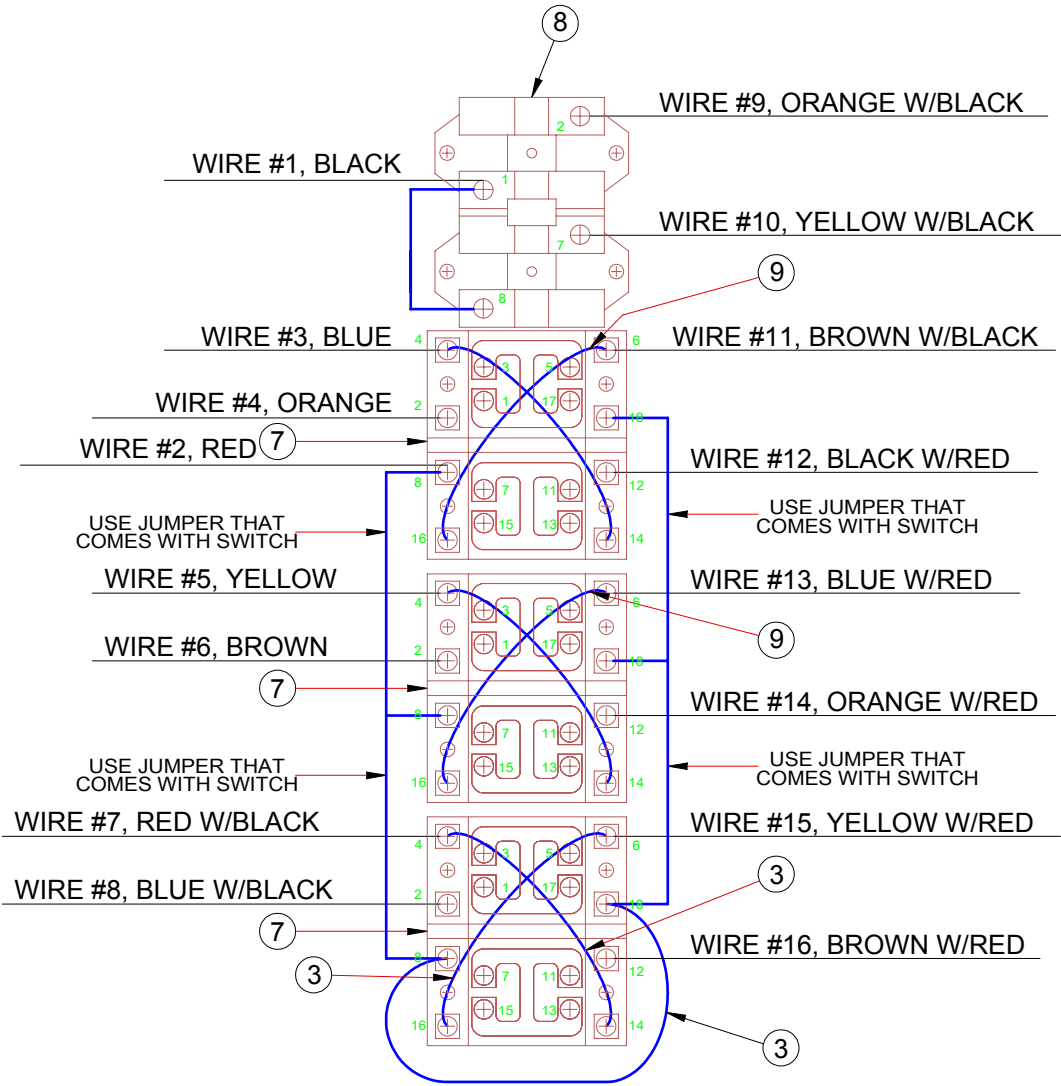 8
WIRE #9, ORANGE W/BLACK
2
WIRE #1, BLACK
1
WIRE #10, YELLOW W/BLACK
7
9
8
WIRE #3, BLUE
4
6
WIRE #11, BROWN W/BLACK
3
5
WIRE #4, ORANGE
2
1
17
18
7
WIRE #2, RED
8
12
WIRE #12, BLACK W/RED
7
11
USE JUMPER THAT
COMES WITH SWITCH
15
13
USE JUMPER THAT
COMES WITH SWITCH
16
14
WIRE #5, YELLOW
4
6
WIRE #13, BLUE W/RED
3
5
WIRE #6, BROWN
2
1
17
18
9
7
8
12
WIRE #14, ORANGE W/RED
7
11
USE JUMPER THAT
COMES WITH SWITCH
15
13
USE JUMPER THAT
COMES WITH SWITCH
16
14
WIRE #7, RED W/BLACK
4
6
WIRE #15, YELLOW W/RED
3
5
3
WIRE #8, BLUE W/BLACK
2
1
17
18
7
8
12
WIRE #16, BROWN W/RED
3
7
11
15
13
16
14
3